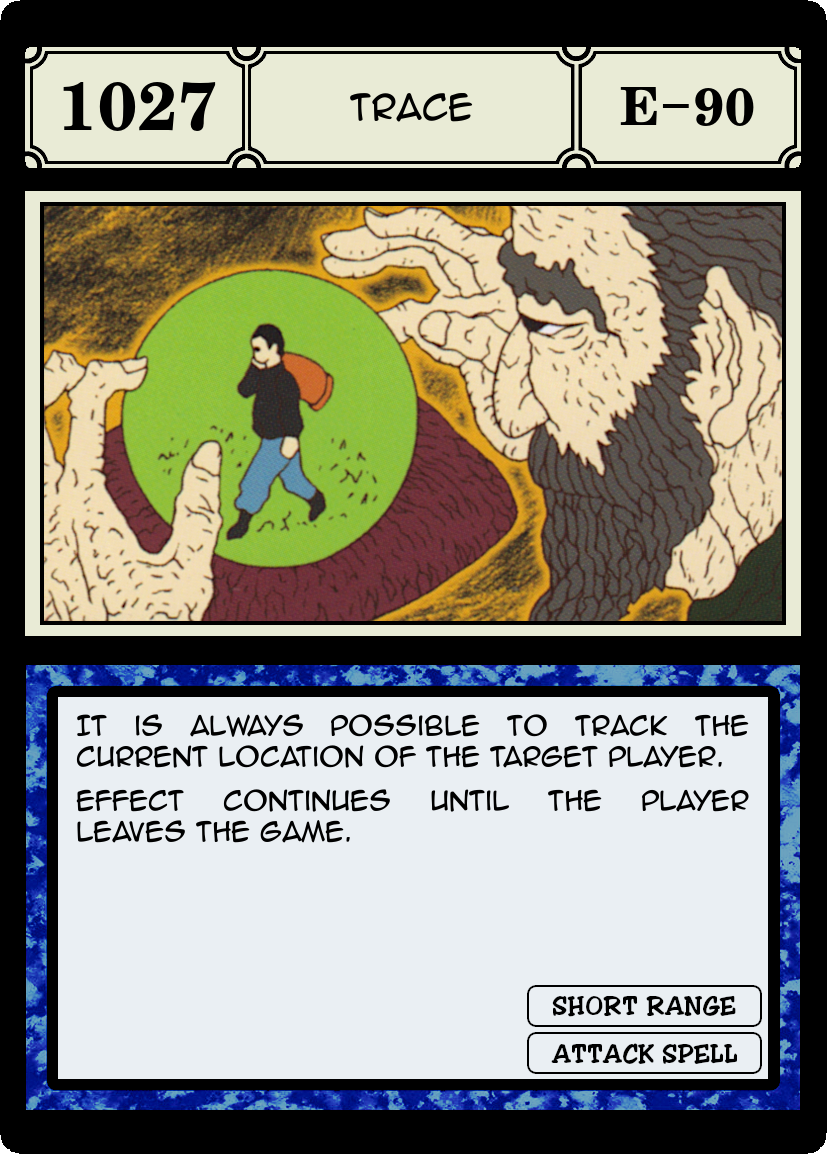 1027
TRACE
E-90
IT IS ALWAYS POSSIBLE TO TRACK THE
CURRENT LOCATION OF THE TARGET PLAYER.
EFFECT CONTINUES UNTIL THE PLAYER
LEAVES THE GAME.
SHORT RANGE
ATTACK SPELL